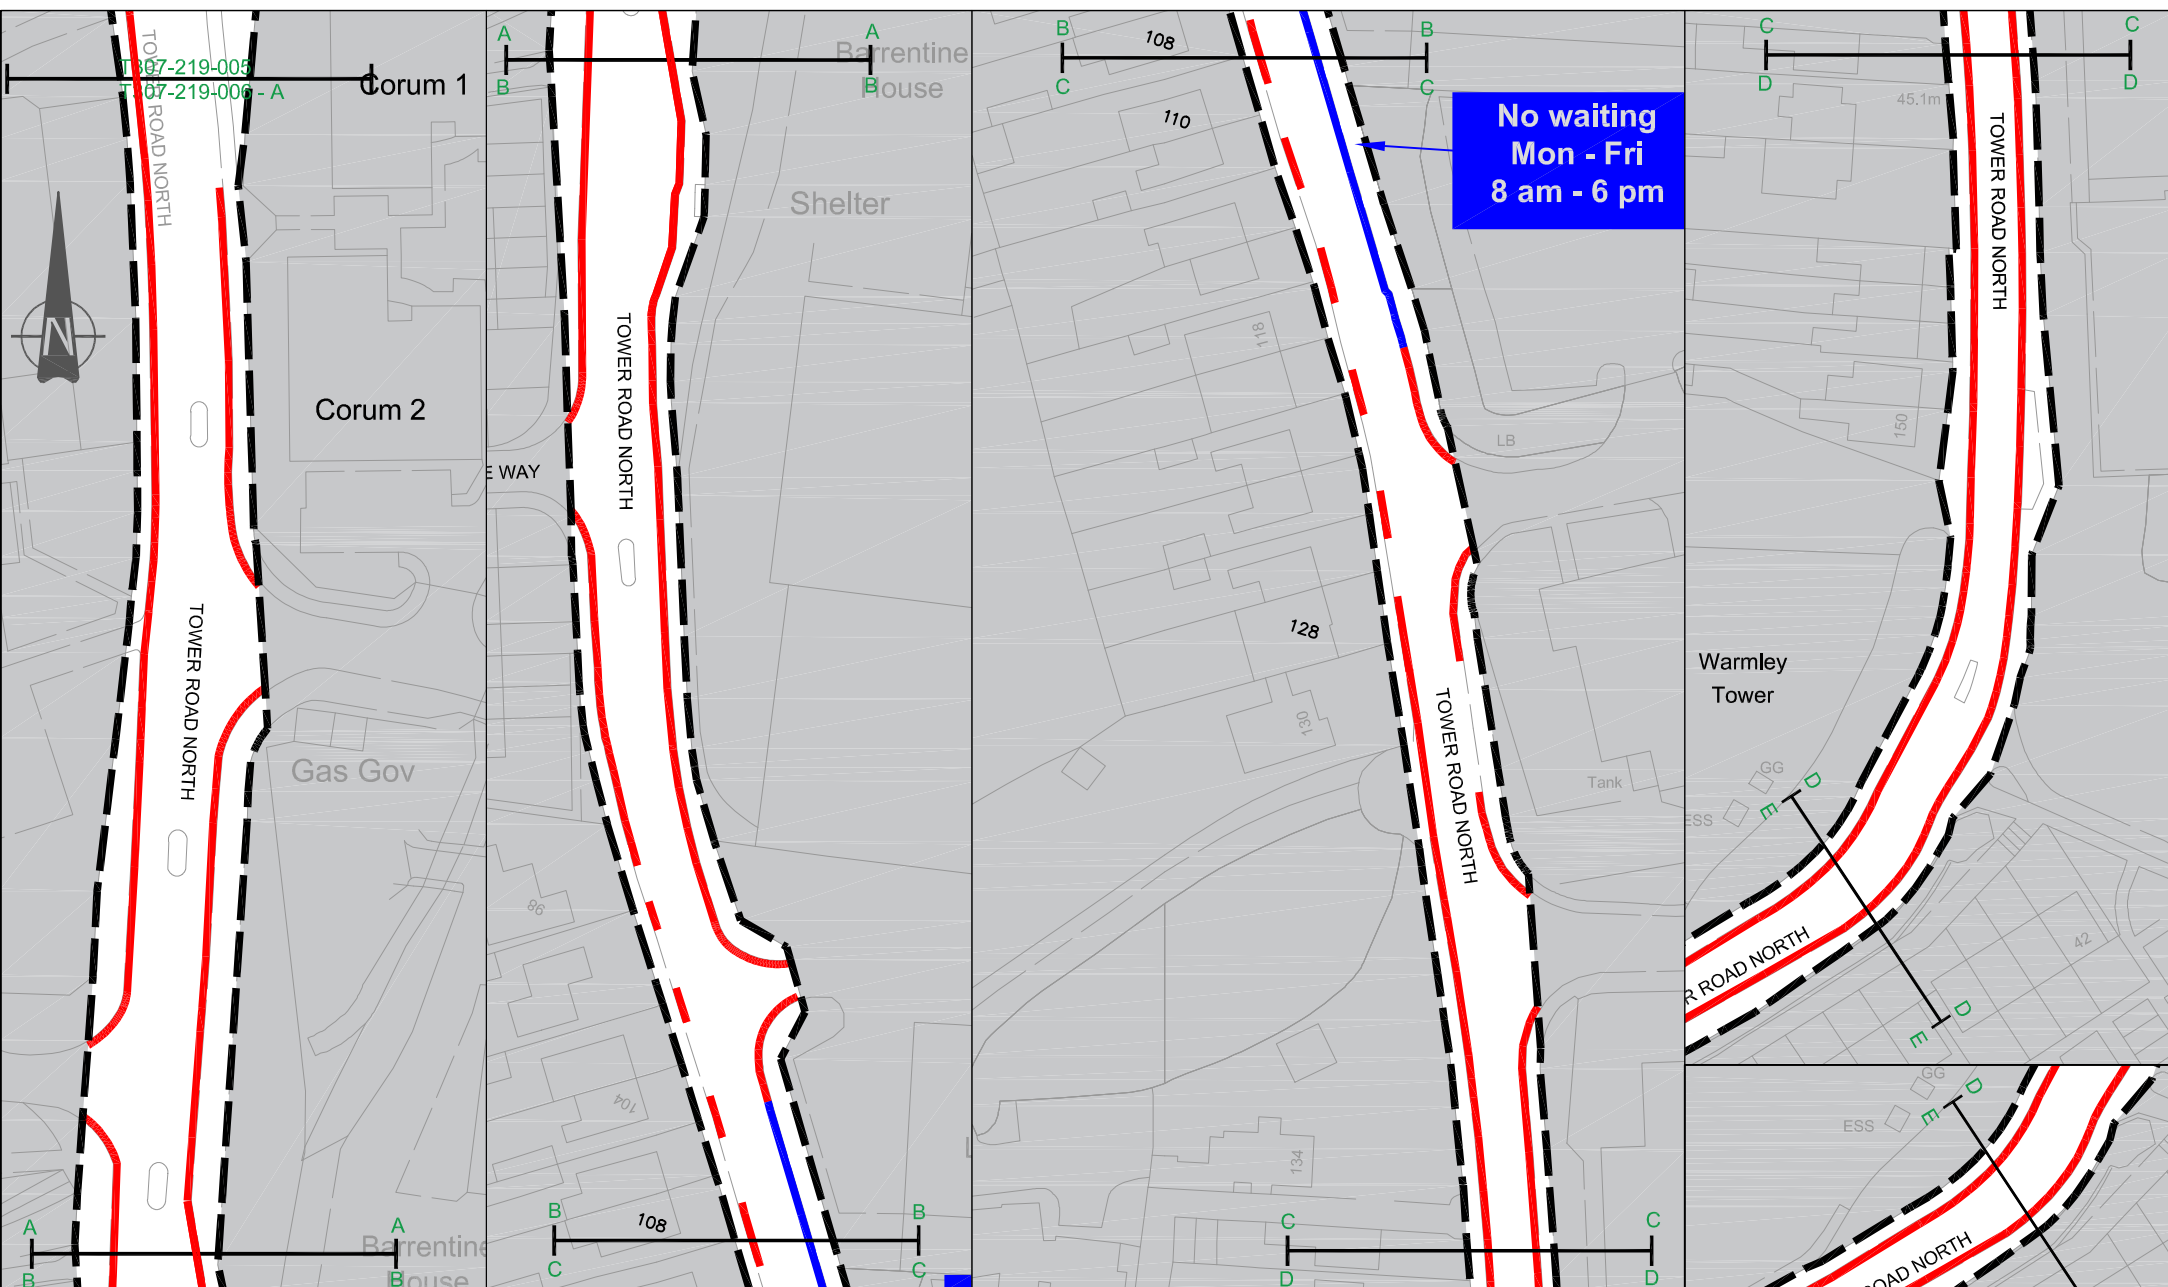 TOWER ROAD NORTH
T307-219-005
T307-219-006 - A
Corum 1
N
Corum 2
TOWER ROAD NORTH
Gas Gov
A
A
B
B
Barrentine
House
A
A
B
B
Barrentine
House
Shelter
TOWER ROAD NORTH
E WAY
98
104
108
B
B
C
C
B
B
C
C
108
110
No waiting
Mon - Fri
8 am - 6 pm
118
LB
128
130
TOWER ROAD NORTH
Tank
134
C
C
D
D
C
C
D
D
45.1m
TOWER ROAD NORTH
150
Warmley
Tower
GG
ESS
D
E
42
R ROAD NORTH
D
E
GG
ESS
D
E
OAD NORTH